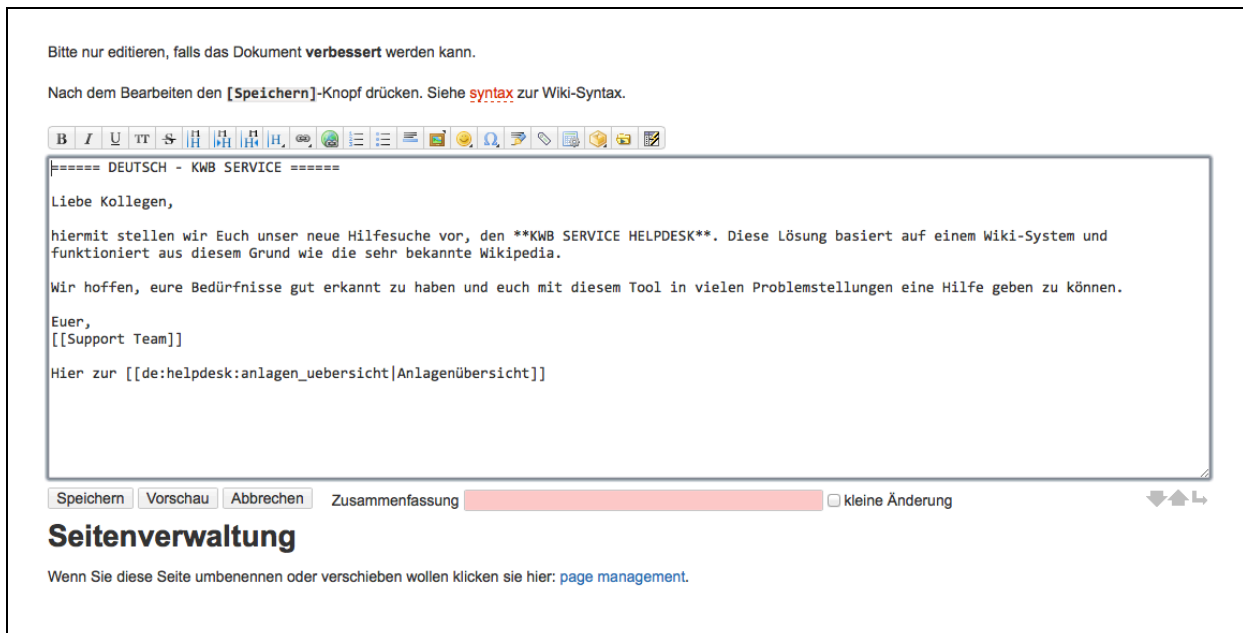 Bitte nur editieren, falls das Dokument verbessert werden kann.
Nach dem Bearbeiten den [Speichern]-Knopf drücken. Siehe syntax zur Wiki-Syntax.
====== DEUTSCH - KWB SERVICE ======
Liebe Kollegen,
hiermit stellen wir Euch unser neue Hilfesuche vor, den **KWB SERVICE HELPDESK**. Diese Lösung basiert auf einem Wiki-System und
funktioniert aus diesem Grund wie die sehr bekannte Wikipedia.
Wir hoffen, eure Bedürfnisse gut erkannt zu haben und euch mit diesem Tool in vielen Problemstellungen eine Hilfe geben zu können.
Euer,
[[Support Team]]
Hier zur [[de:helpdesk:anlagen_uebersicht|Anlagenübersicht]]
Speichern Vorschau Abbrechen Zusammenfassung kleine Änderung
Seitenverwaltung
Wenn Sie diese Seite umbenennen oder verschieben wollen klicken sie hier: page management.